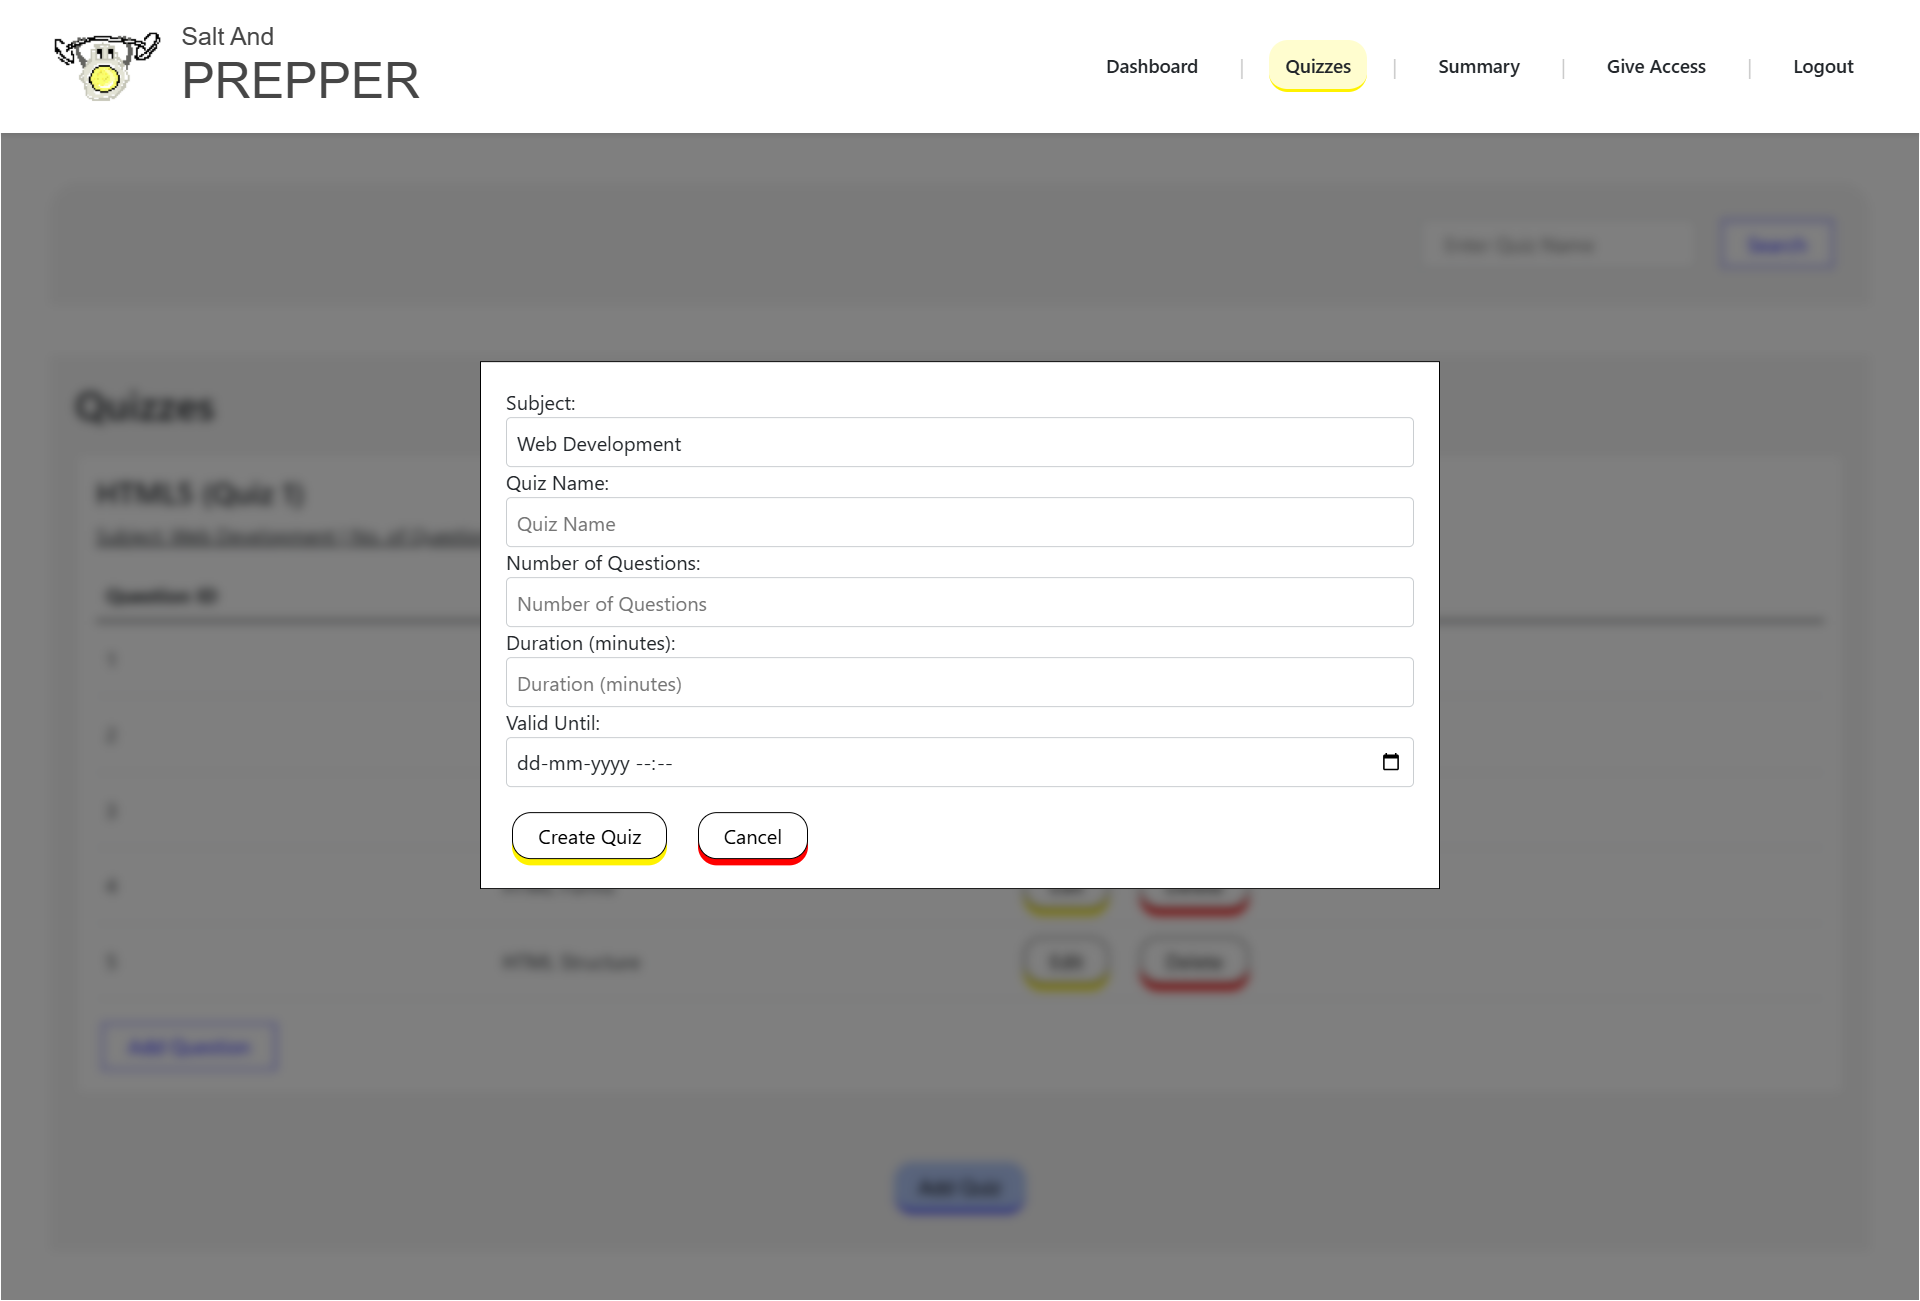 Salt And
PREPPER
Dashboard | Quizzes | Summary | Give Access | Logout
Enter Quiz Name
Search
Quizzes
HTML5 (Quiz 1)
Subject: Web Development | No. of Question
Question ID
1
2
3
4
5
HTML Structure
Edit
Delete
Add Question
Add Quiz
Subject:
Web Development
Quiz Name:
Quiz Name
Number of Questions:
Number of Questions
Duration (minutes):
Duration (minutes)
Valid Until:
dd-mm-yyyy --:--
Create Quiz
Cancel